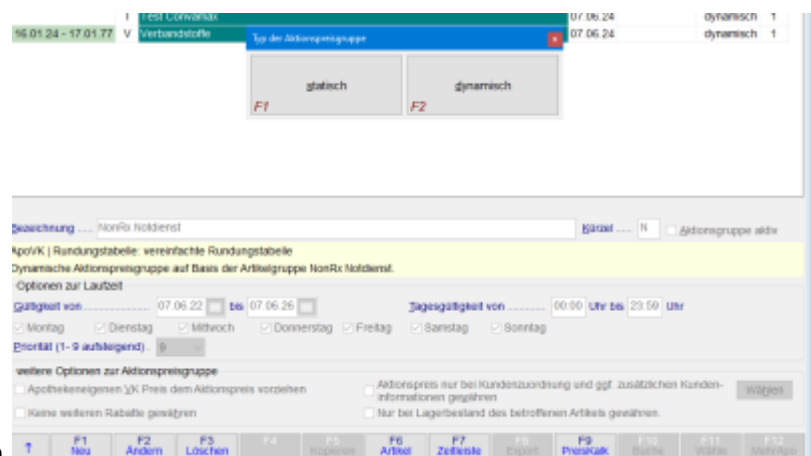 T Test Convamax 07.06.24 dynamisch 1
16.01.24 - 17.01.77 V Verbandstoffe 07.06.24 dynamisch 1
Typ der Aktionspreisgruppe
statisch dynamisch
F1 F2
Bezeichnung ..... NonRx Notdienst Kürzel ..... N Aktionsgruppe aktiv
ApoVK | Rundungstabelle: vereinfachte Rundungstabelle
Dynamische Aktionspreisgruppe auf Basis der Artikelgruppe NonRx Notdienst.
Optionen zur Laufzeit
Gültigkeit von ................. 07.06.22 bis 07.06.26 Tagesgültigkeit von ............ 00:00 Uhr bis 23:59 Uhr
Montag Dienstag Mittwoch Donnerstag Freitag Samstag Sonntag
Priorität (1- 9 aufsteigend) . 9
weitere Optionen zur Aktionspreisgruppe
Apothekeneigenen VK Preis dem Aktionspreis vorziehen Aktionspreis nur bei Kundenzuordnung und ggf. zusätzlichen Kunden-
informationen gewähren Wählen
Keine weiteren Rabatte gewähren Nur bei Lagerbestand des betroffenen Artikels gewähren.
F1 F2 F3 F4 F5 F6 F7 F8 F9 F10 F11 F12
Neu Ändern Löschen Kopieren Artikel Zeitleiste Export PreisKalk Suche Wähle MehrApo